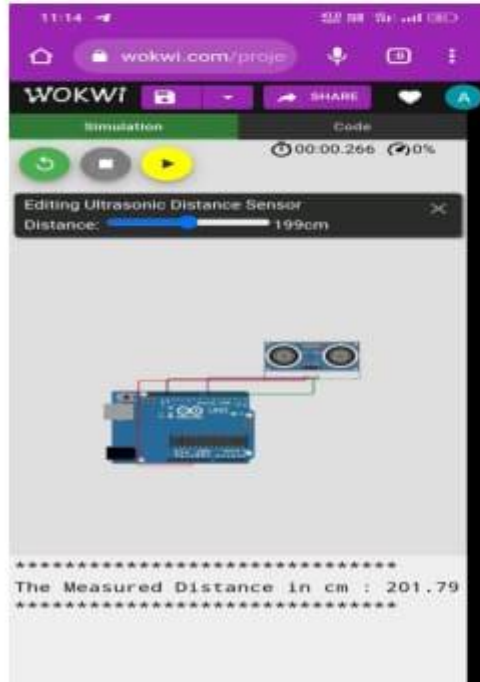 11:14
wokwi.com/proje
WOKWI
SHARE
A
Simulation
Code
00:00.266
0%
Editing Ultrasonic Distance Sensor
Distance:
199cm
UNO
*******************************
The Measured Distance in cm : 201.79
*******************************